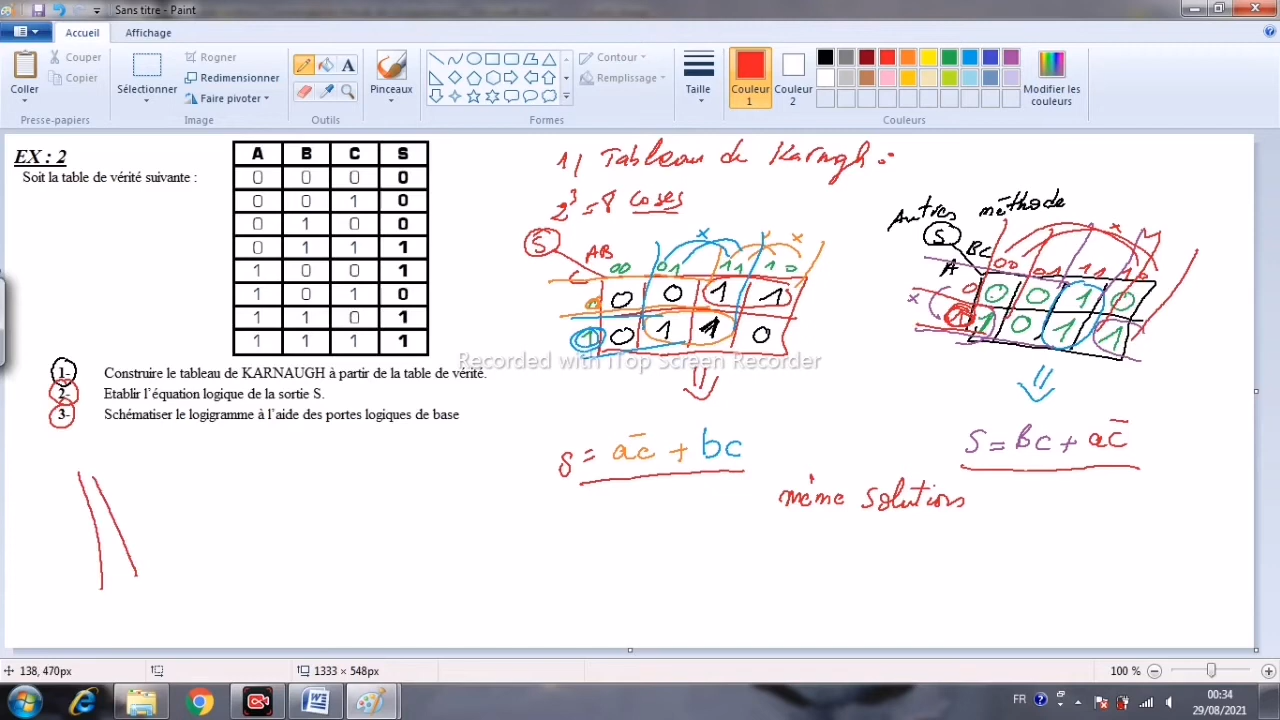 Sans titre - Paint
Accueil Affichage
Coller
Couper
Copier
Presse-papiers
Sélectionner
Rogner
Redimensionner
Faire pivoter
Image
Outils
Pinceaux
Contour
Remplissage
Formes
Taille
Couleur 1
Couleur 2
Modifier les couleurs
Couleurs
EX : 2
Soit la table de vérité suivante :
A B C S
0 0 0 0
0 0 1 0
0 1 0 0
0 1 1 1
1 0 0 1
1 0 1 0
1 1 0 1
1 1 1 1
1- Construire le tableau de KARNAUGH à partir de la table de vérité.
2- Etablir l'équation logique de la sortie S.
3- Schématiser le logigramme à l'aide des portes logiques de base
1) Tableau de Karnugh :
2³ = 8 coses
S
AB
C 00 01 11 10
0 0 0 1 1
1 0 1 1 0
S = ac̄ + bc
Autres méthode
S
BC
A 00 01 11 10
0 0 0 1 0
1 1 0 1 1
S = Bc + ac̄
même solutions
Recorded with iTop Screen Recorder
138, 470px
1333 × 548px
100 %
FR
00:34
29/08/2021